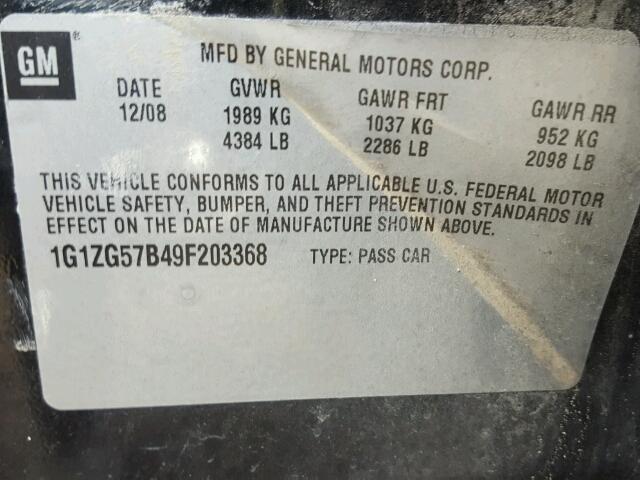 GM®
MFD BY GENERAL MOTORS CORP.
DATE GVWR GAWR FRT GAWR RR
12/08 1989 KG 1037 KG 952 KG
4384 LB 2286 LB 2098 LB
THIS VEHICLE CONFORMS TO ALL APPLICABLE U.S. FEDERAL MOTOR
VEHICLE SAFETY, BUMPER, AND THEFT PREVENTION STANDARDS IN
EFFECT ON THE DATE OF MANUFACTURE SHOWN ABOVE.
1G1ZG57B49F203368 TYPE: PASS CAR